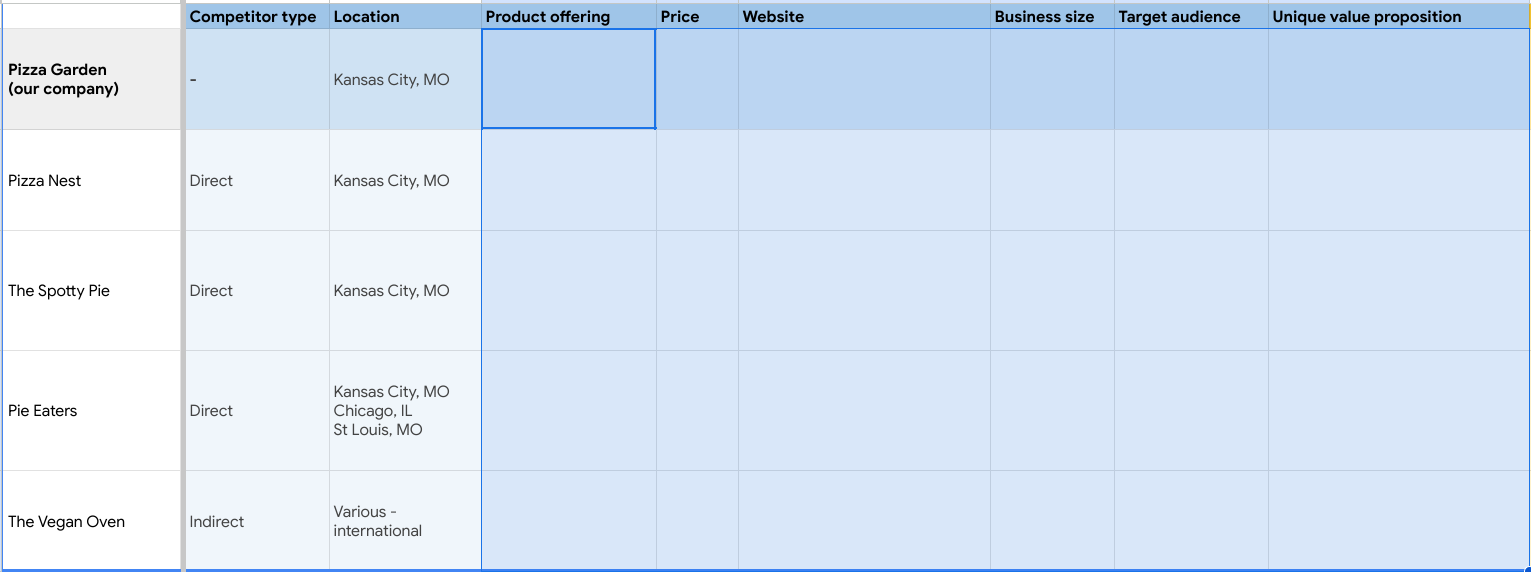 Competitor type Location Product offering Price Website Business size Target audience Unique value proposition
Pizza Garden
(our company)
- Kansas City, MO
Pizza Nest Direct Kansas City, MO
The Spotty Pie Direct Kansas City, MO
Pie Eaters Direct
Kansas City, MO
Chicago, IL
St Louis, MO
The Vegan Oven Indirect
Various -
international